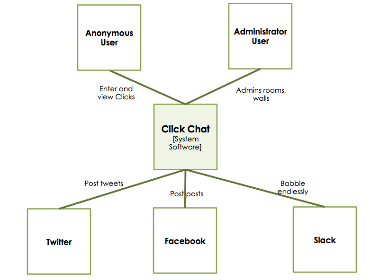 Anonymous
User
Administrator
User
Enter and
view Clicks
Admins rooms,
walls
Click Chat
[System
Software]
Post tweets
Post posts
Babble
endlessly
Twitter
Facebook
Slack